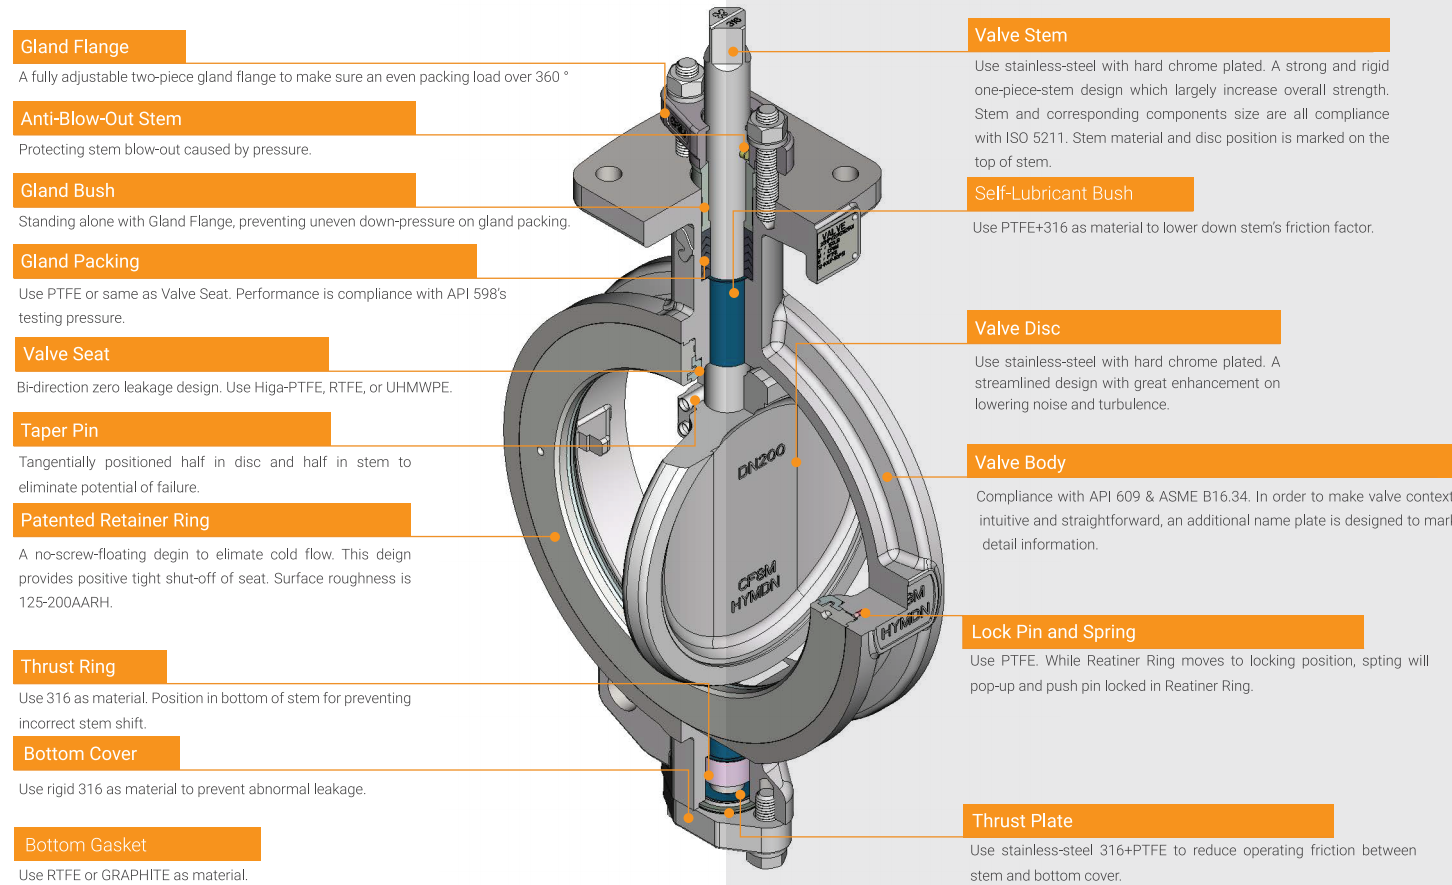 Gland Flange
A fully adjustable two-piece gland flange to make sure an even packing load over 360 °
Anti-Blow-Out Stem
Protecting stem blow-out caused by pressure.
Gland Bush
Standing alone with Gland Flange, preventing uneven down-pressure on gland packing.
Gland Packing
Use PTFE or same as Valve Seat. Performance is compliance with API 598's
testing pressure.
Valve Seat
Bi-direction zero leakage design. Use Higa-PTFE, RTFE, or UHMWPE.
Taper Pin
Tangentially positioned half in disc and half in stem to
eliminate potential of failure.
Patented Retainer Ring
A no-screw-floating degin to elimate cold flow. This deign
provides positive tight shut-off of seat. Surface roughness is
125-200AARH.
Thrust Ring
Use 316 as material. Position in bottom of stem for preventing
incorrect stem shift.
Bottom Cover
Use rigid 316 as material to prevent abnormal leakage.
Bottom Gasket
Use RTFE or GRAPHITE as material.
316
VALVE
DN200
CF8M
HYMDN
8M
HYMDN
Valve Stem
Use stainless-steel with hard chrome plated. A strong and rigid
one-piece-stem design which largely increase overall strength.
Stem and corresponding components size are all compliance
with ISO 5211. Stem material and disc position is marked on the
top of stem.
Self-Lubricant Bush
Use PTFE+316 as material to lower down stem's friction factor.
Valve Disc
Use stainless-steel with hard chrome plated. A
streamlined design with great enhancement on
lowering noise and turbulence.
Valve Body
Compliance with API 609 & ASME B16.34. In order to make valve context
intuitive and straightforward, an additional name plate is designed to mark
detail information.
Lock Pin and Spring
Use PTFE. While Reatiner Ring moves to locking position, spting will
pop-up and push pin locked in Reatiner Ring.
Thrust Plate
Use stainless-steel 316+PTFE to reduce operating friction between
stem and bottom cover.